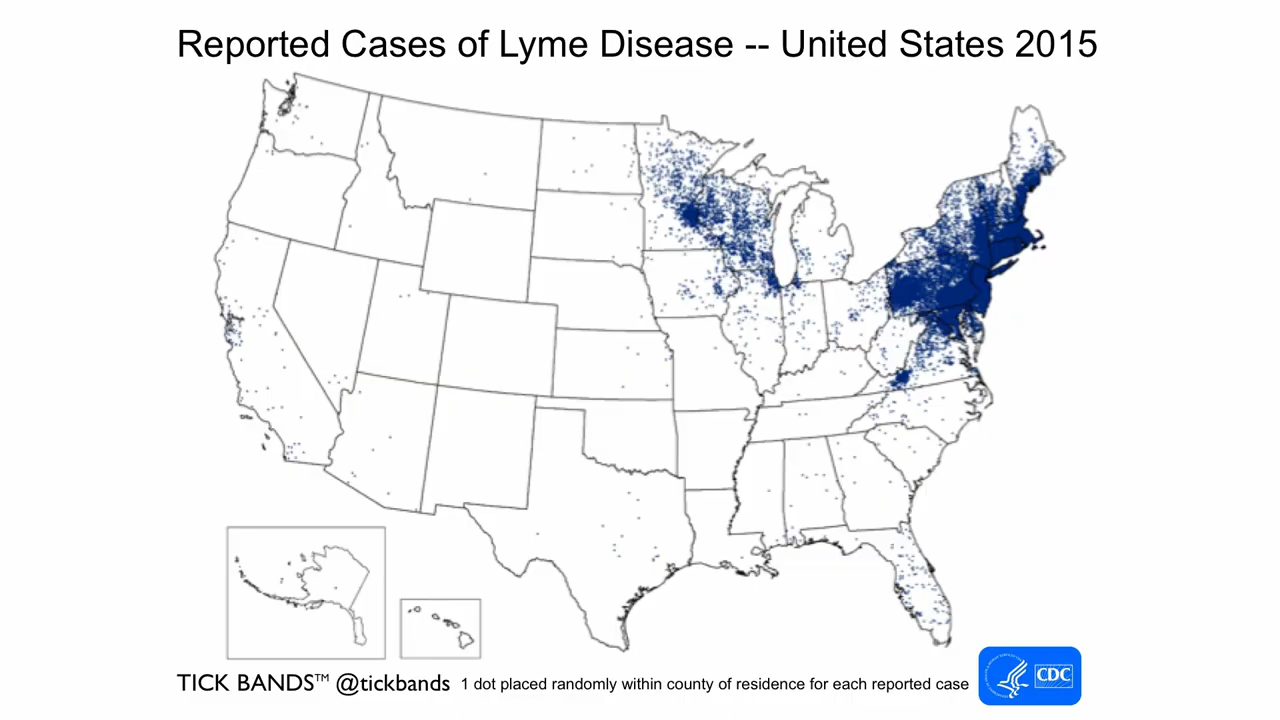 Reported Cases of Lyme Disease -- United States 2015
TICK BANDS™ @tickbands 1 dot placed randomly within county of residence for each reported case
CDC